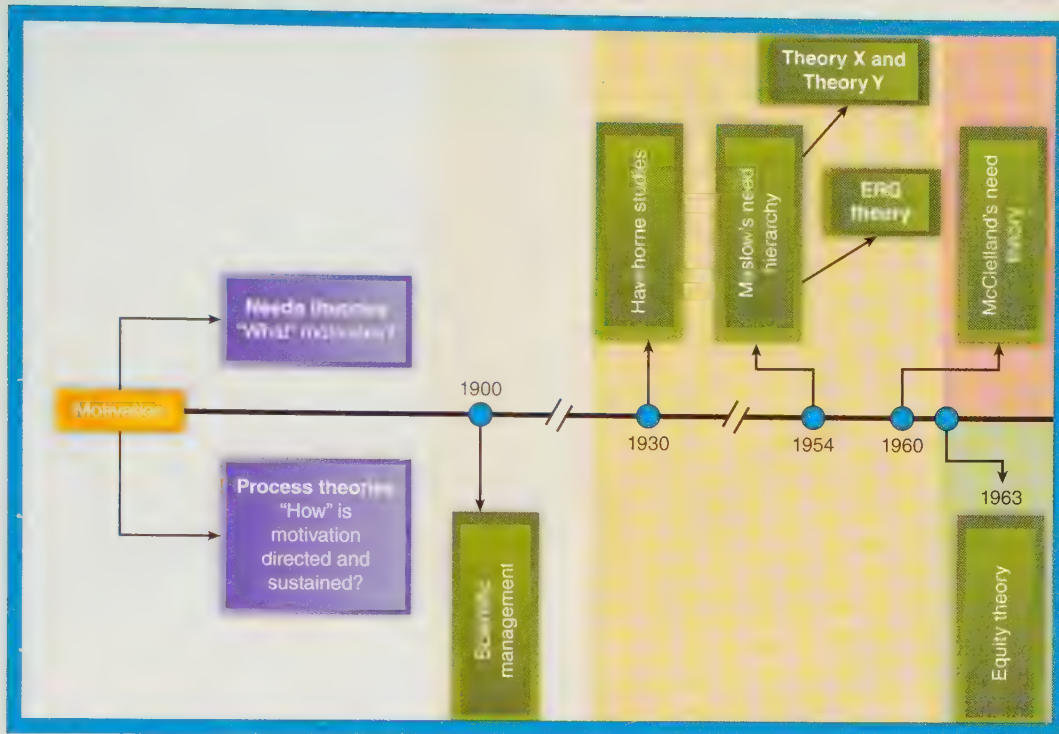 Theory X and
Theory Y
ERG
theory
Hawthorne studies
Maslow's need
hierarchy
McClelland's need
theory
Needs theories
"What" motivates?
Motivation
1900
1930
1954
1960
1963
Process theories
"How" is
motivation
directed and
sustained?
Scientific
management
Equity theory